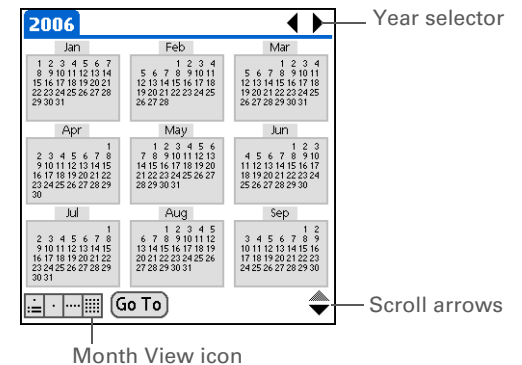 2006
Year selector
Jan Feb Mar
1 2 3 4 5 6 7 1 2 3 4 1 2 3 4
8 9 10 11 12 13 14 5 6 7 8 9 10 11 5 6 7 8 9 10 11
15 16 17 18 19 20 21 12 13 14 15 16 17 18 12 13 14 15 16 17 18
22 23 24 25 26 27 28 19 20 21 22 23 24 25 19 20 21 22 23 24 25
29 30 31 26 27 28 26 27 28 29 30 31
Apr May Jun
1 1 2 3 4 5 6 1 2 3
2 3 4 5 6 7 8 7 8 9 10 11 12 13 4 5 6 7 8 9 10
9 10 11 12 13 14 15 14 15 16 17 18 19 20 11 12 13 14 15 16 17
16 17 18 19 20 21 22 21 22 23 24 25 26 27 18 19 20 21 22 23 24
23 24 25 26 27 28 29 28 29 30 31 25 26 27 28 29 30
30
Jul Aug Sep
1 1 2 3 4 5 1 2
2 3 4 5 6 7 8 6 7 8 9 10 11 12 3 4 5 6 7 8 9
9 10 11 12 13 14 15 13 14 15 16 17 18 19 10 11 12 13 14 15 16
16 17 18 19 20 21 22 20 21 22 23 24 25 26 17 18 19 20 21 22 23
23 24 25 26 27 28 29 27 28 29 30 31 24 25 26 27 28 29 30
30 31
Go To
Scroll arrows
Month View icon